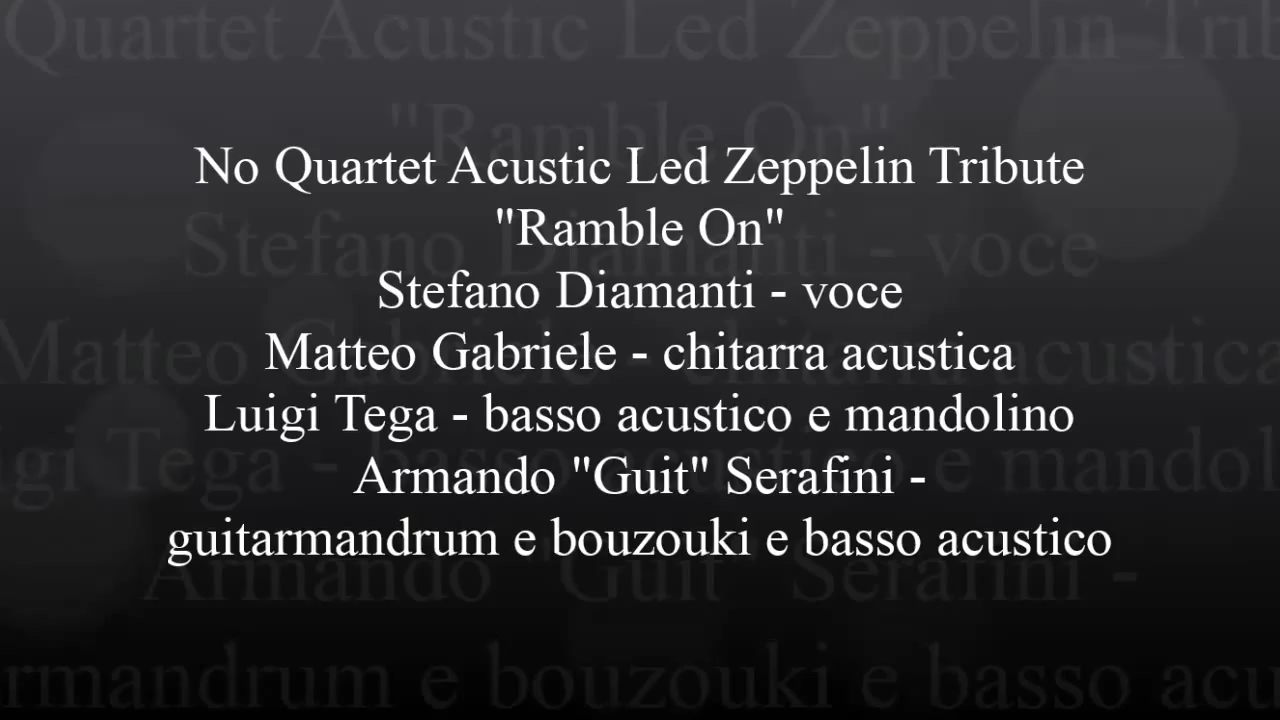 No Quartet Acustic Led Zeppelin Tribute
"Ramble On"
Stefano Diamanti - voce
Matteo Gabriele - chitarra acustica
Luigi Tega - basso acustico e mandolino
Armando "Guit" Serafini -
guitarmandrum e bouzouki e basso acustico